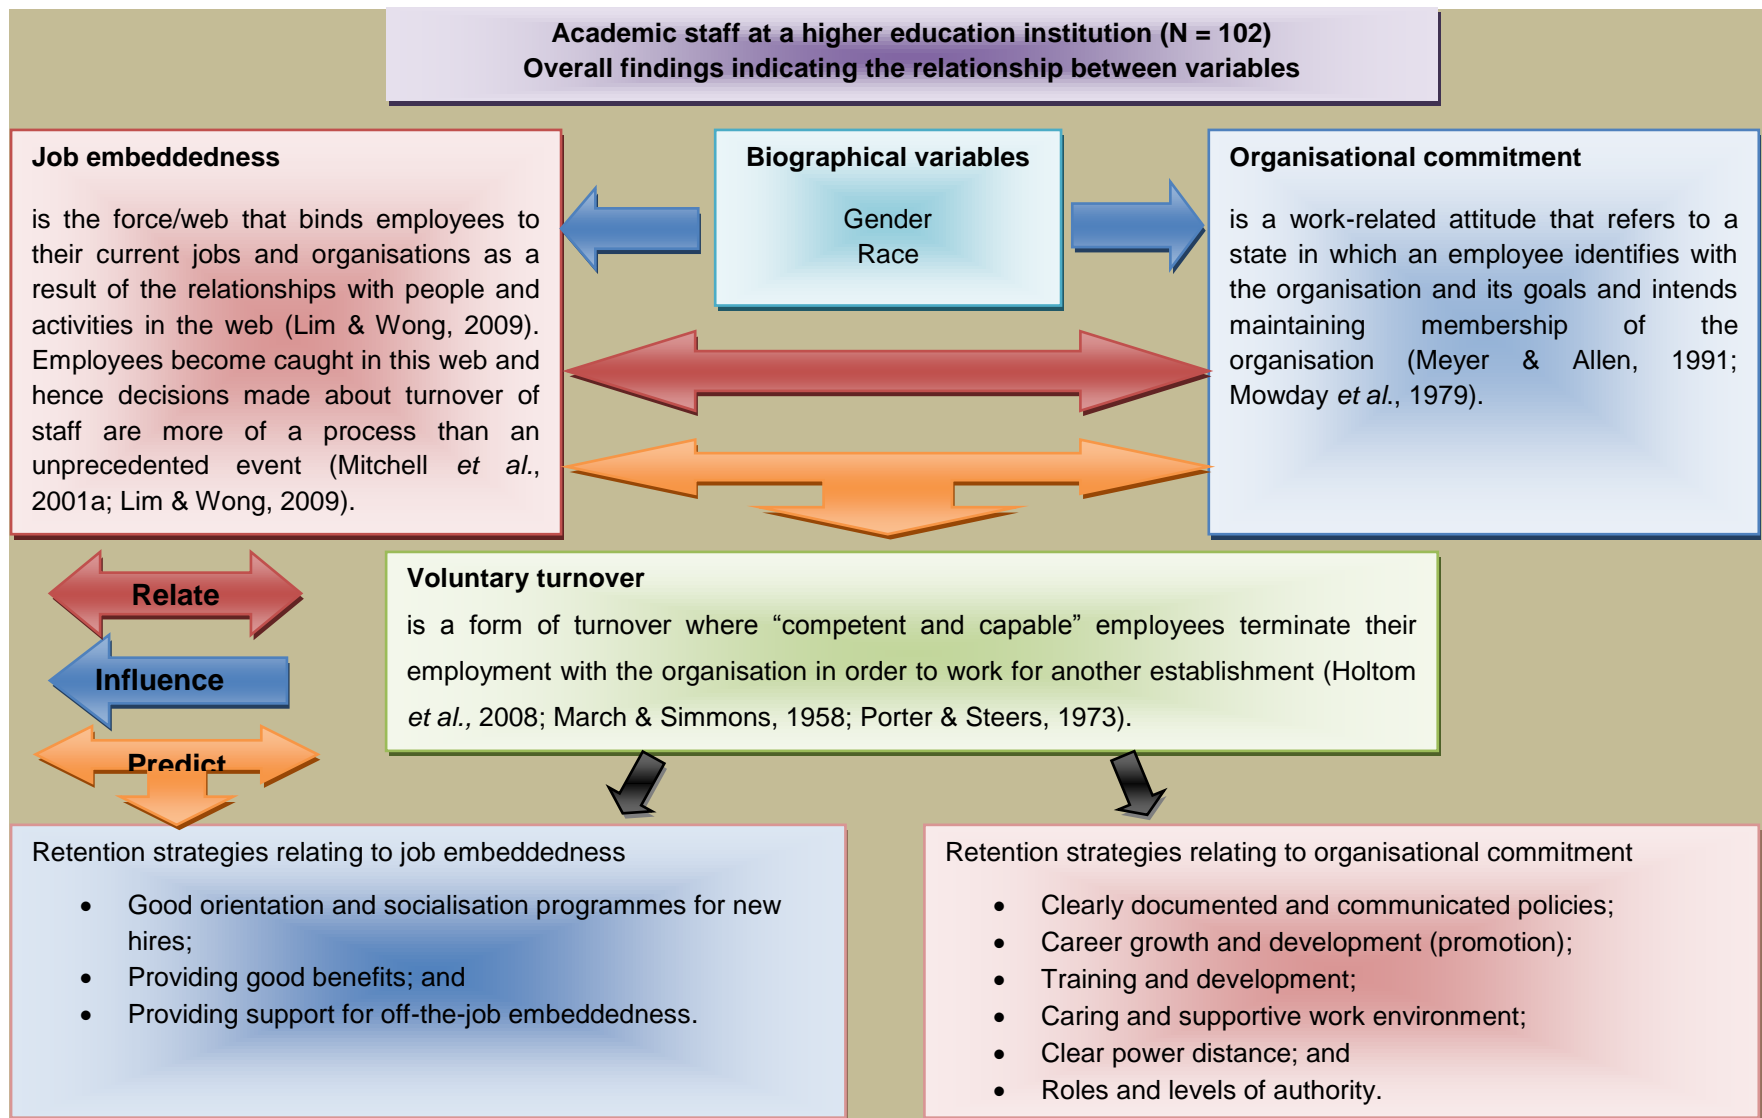 Academic staff at a higher education institution (N = 102)
Overall findings indicating the relationship between variables
Job embeddedness
is the force/web that binds employees to
their current jobs and organisations as a
result of the relationships with people and
activities in the web (Lim & Wong, 2009).
Employees become caught in this web and
hence decisions made about turnover of
staff are more of a process than an
unprecedented event (Mitchell et al.,
2001a; Lim & Wong, 2009).
Biographical variables
Gender
Race
Organisational commitment
is a work-related attitude that refers to a
state in which an employee identifies with
the organisation and its goals and intends
maintaining membership of the
organisation (Meyer & Allen, 1991;
Mowday et al., 1979).
Relate
Influence
Predict
Voluntary turnover
is a form of turnover where “competent and capable” employees terminate their
employment with the organisation in order to work for another establishment (Holtom
et al., 2008; March & Simmons, 1958; Porter & Steers, 1973).
Retention strategies relating to job embeddedness
• Good orientation and socialisation programmes for new
hires;
• Providing good benefits; and
• Providing support for off-the-job embeddedness.
Retention strategies relating to organisational commitment
• Clearly documented and communicated policies;
• Career growth and development (promotion);
• Training and development;
• Caring and supportive work environment;
• Clear power distance; and
• Roles and levels of authority.